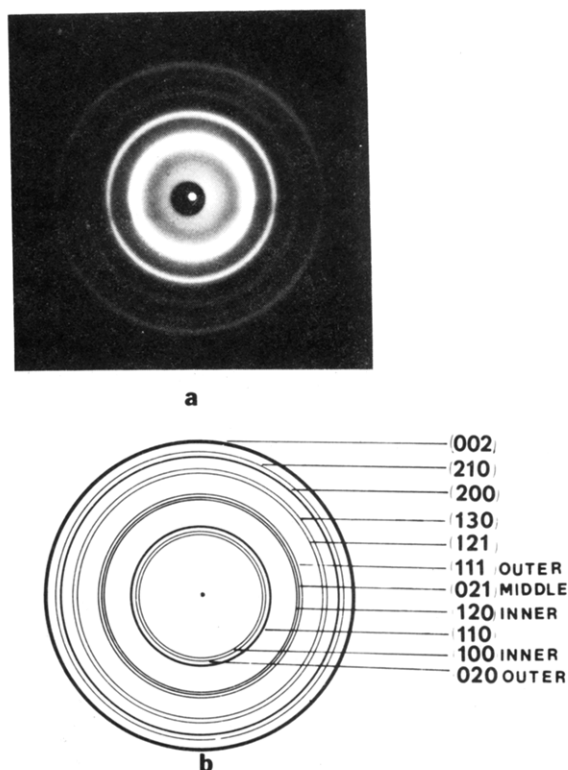 a
(002)
(210)
(200)
(130)
(121)
(111) OUTER
(021) MIDDLE
(120) INNER
(110)
(100) INNER
(020) OUTER
b